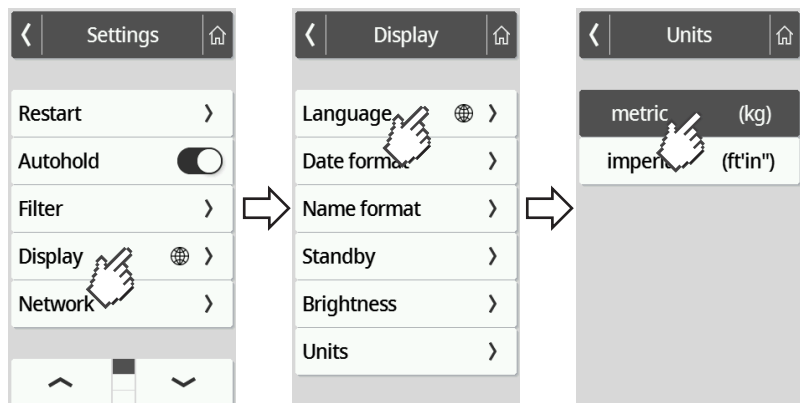 Settings
Restart
Autohold
Filter
Display
Network
Display
Language
Date format
Name format
Standby
Brightness
Units
Units
metric (kg)
(ft'in")